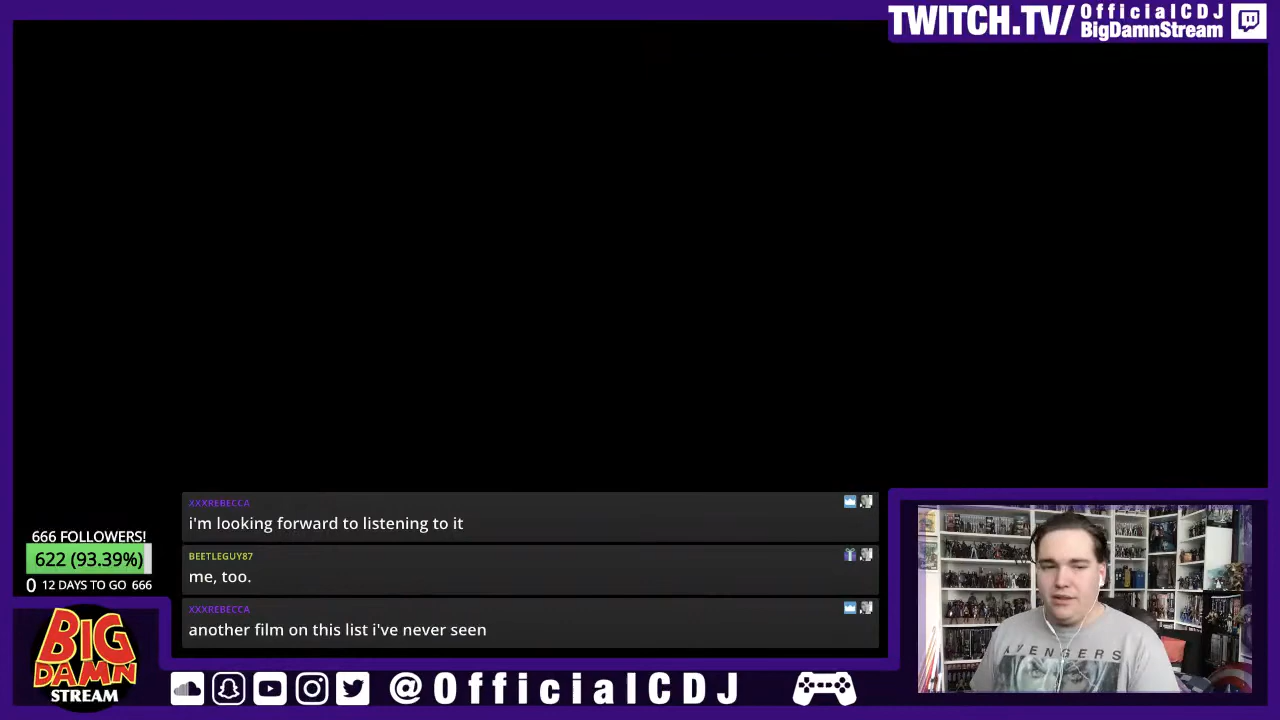 TWITCH.TV/ OfficialCDJ
BigDamnStream
XXXREBECCA
i'm looking forward to listening to it
BEETLEGUY87
me, too.
XXXREBECCA
another film on this list i've never seen
666 FOLLOWERS!
622 (93.39%)
0 12 DAYS TO GO 666
BIG
DAMN
STREAM
@OfficialCDJ
AVENGERS